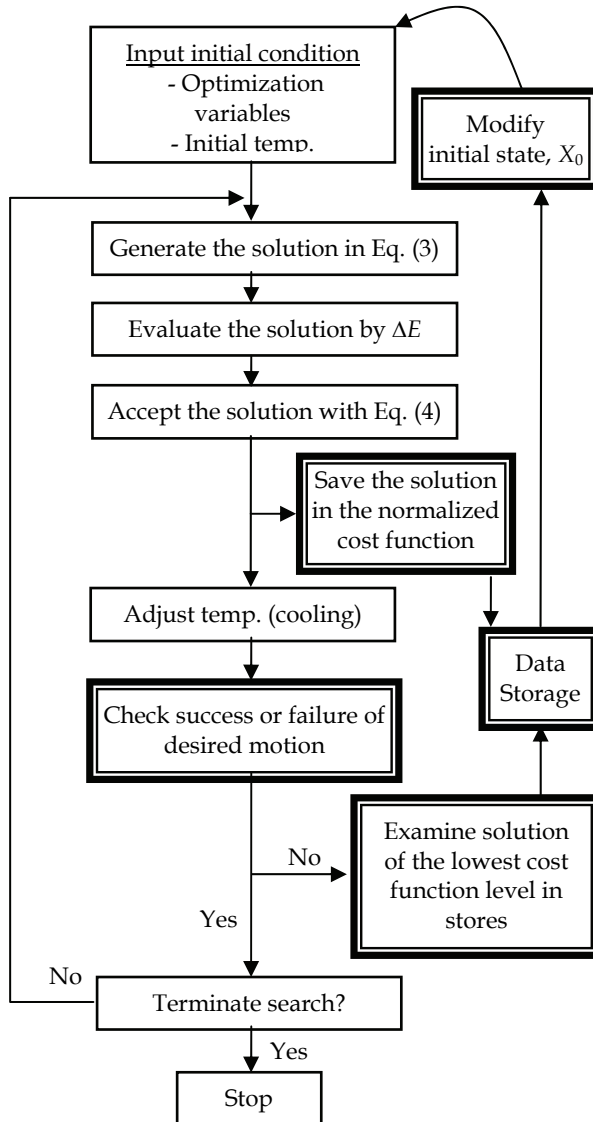 Input initial condition
- Optimization
variables
- Initial temp.
Modify
initial state, X0
Generate the solution in Eq. (3)
Evaluate the solution by ΔE
Accept the solution with Eq. (4)
Save the solution
in the normalized
cost function
Adjust temp. (cooling)
Data
Storage
Check success or failure of
desired motion
Examine solution
of the lowest cost
function level in
stores
No
Yes
No
Terminate search?
Yes
Stop